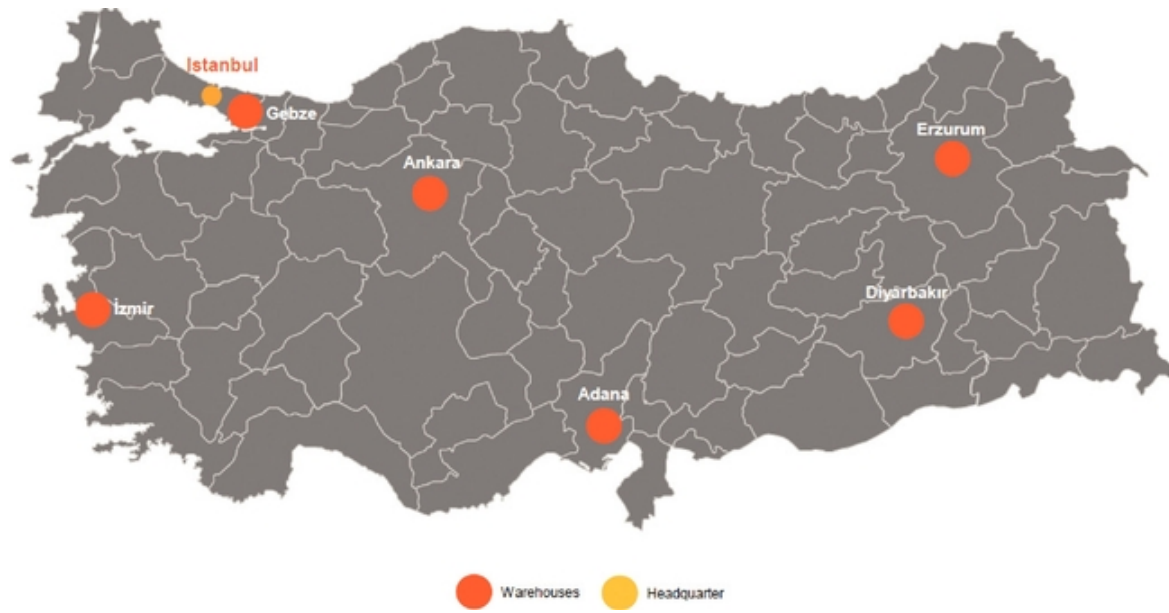 Istanbul
Gebze
Erzurum
Ankara
Diyarbakır
İzmir
Adana
Warehouses
Headquarter